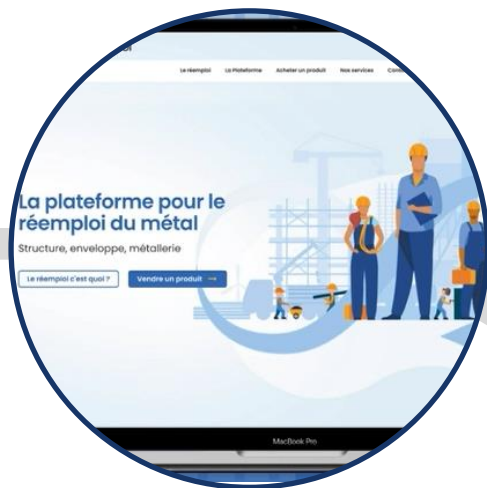 Le réemploi La Plateforme Acheter un produit Nos services
La plateforme pour le
réemploi du métal
Structure, enveloppe, métallerie
Le réemploi c'est quoi ? Vendre un produit →
MacBook Pro